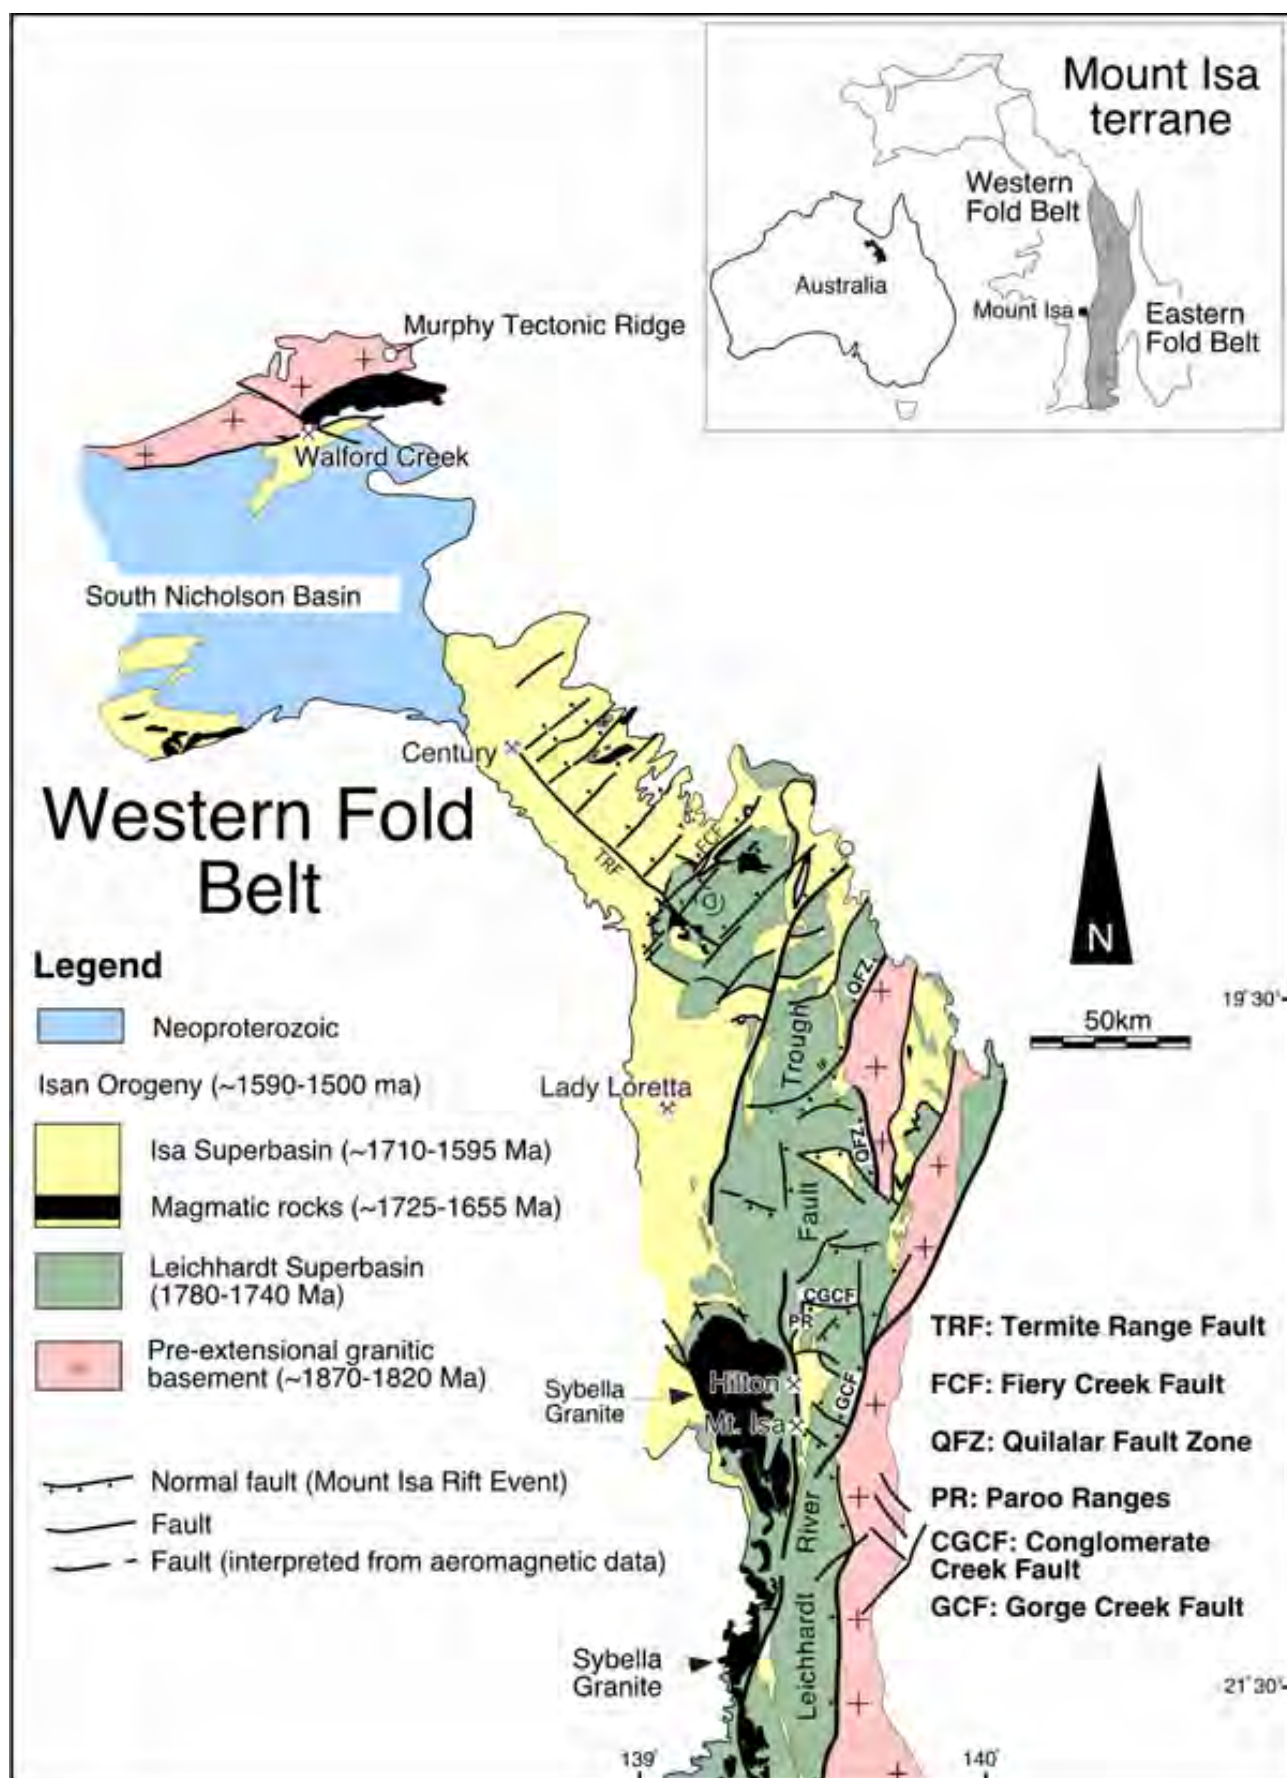 Mount Isa
terrane
Western
Fold Belt
Australia
Mount Isa
Eastern
Fold Belt
Murphy Tectonic Ridge
Walford Creek
South Nicholson Basin
Century
Western Fold
Belt
TRF
FCF
QFZ
N
19°30'
50km
Trough
Lady Loretta
QFZ
Fault
CGCF
PR
Hilton
GCF
Sybella
Granite
Mt. Isa
River
Leichhardt
Sybella
Granite
21°30'
139°
140°
Legend
Neoproterozoic
Isan Orogeny (~1590-1500 ma)
Isa Superbasin (~1710-1595 Ma)
Magmatic rocks (~1725-1655 Ma)
Leichhardt Superbasin
(1780-1740 Ma)
Pre-extensional granitic
basement (~1870-1820 Ma)
Normal fault (Mount Isa Rift Event)
Fault
Fault (interpreted from aeromagnetic data)
TRF: Termite Range Fault
FCF: Fiery Creek Fault
QFZ: Quilalar Fault Zone
PR: Paroo Ranges
CGCF: Conglomerate
Creek Fault
GCF: Gorge Creek Fault